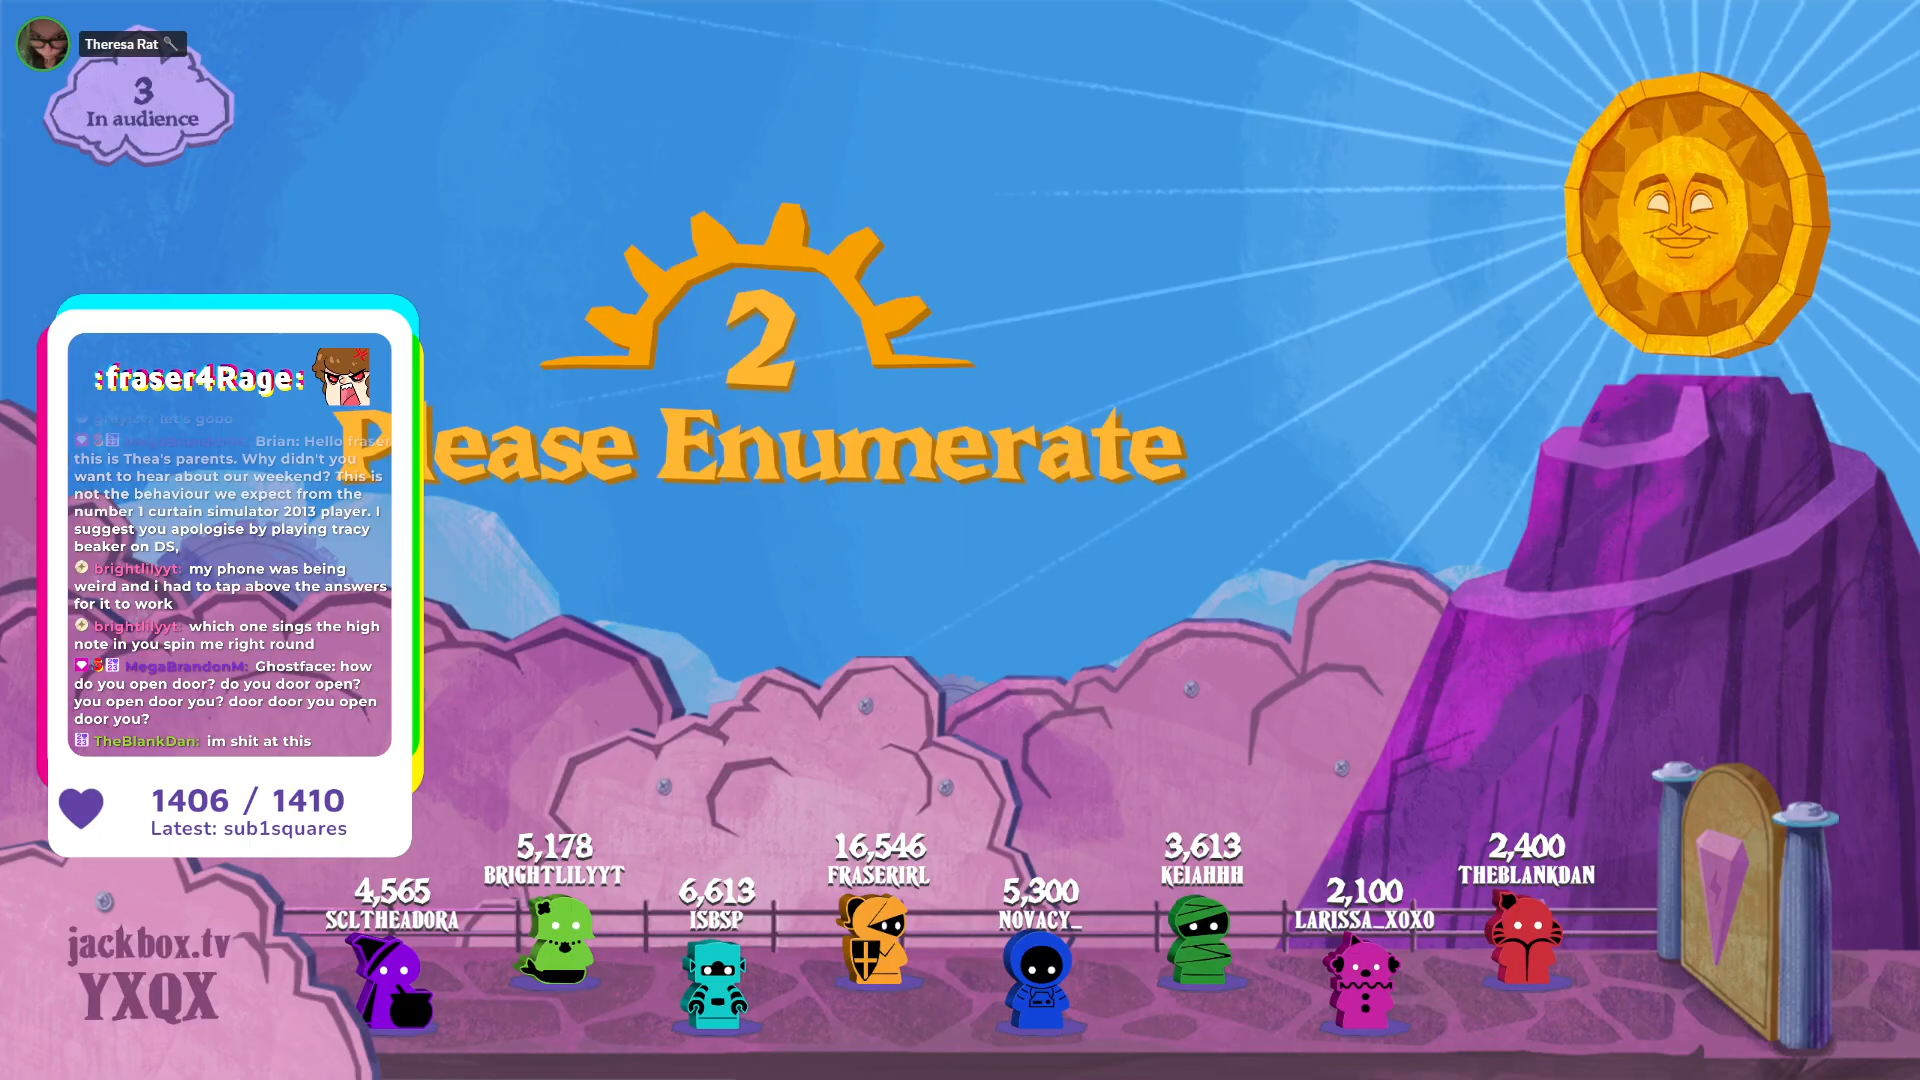 Theresa Rat
3
In audience
2
Please Enumerate
:fraser4Rage:
let's gooo
Brian: Hello fraser
this is Thea's parents. Why didn't you
want to hear about our weekend? This is
not the behaviour we expect from the
number 1 curtain simulator 2013 player. I
suggest you apologise by playing tracy
beaker on DS,
brightlilyyt: my phone was being
weird and i had to tap above the answers
for it to work
brightlilyyt: which one sings the high
note in you spin me right round
MegaBrandonM: Ghostface: how
do you open door? do you door open?
you open door you? door door you open
door you?
TheBlankDan: im shit at this
1406 / 1410
Latest: sub1squares
jackbox.tv
YXQX
4,565
SCLTHEADORA
5,178
BRIGHTLILYYT
6,613
ISBSP
16,546
FRASERIRL
5,300
NOVACY_
3,613
KEIAHHH
2,100
LARISSA_XOXO
2,400
THEBLANKDAN